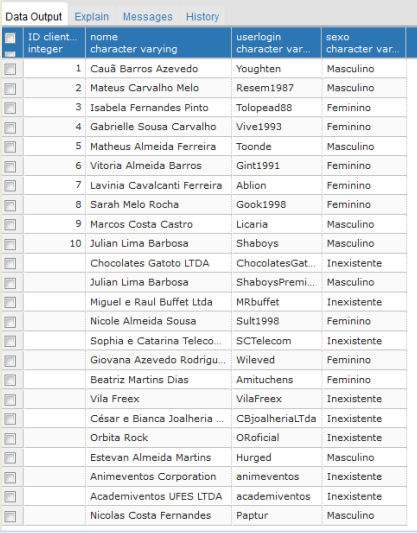 Data Output Explain Messages History
ID client... nome userlogin sexo
integer character varying character var... character var...
1 Cauã Barros Azevedo Youghten Masculino
2 Mateus Carvalho Melo Resem1987 Masculino
3 Isabela Fernandes Pinto Tolopead88 Feminino
4 Gabrielle Sousa Carvalho Vive1993 Feminino
5 Matheus Almeida Ferreira Toonde Masculino
6 Vitoria Almeida Barros Gint1991 Feminino
7 Lavinia Cavalcanti Ferreira Ablion Feminino
8 Sarah Melo Rocha Gook1998 Feminino
9 Marcos Costa Castro Licaria Masculino
10 Julian Lima Barbosa Shaboys Masculino
Chocolates Gatoto LTDA ChocolatesGat... Inexistente
Julian Lima Barbosa ShaboysPremi... Masculino
Miguel e Raul Buffet Ltda MRbuffet Inexistente
Nicole Almeida Sousa Sult1998 Feminino
Sophia e Catarina Teleco... SCTelecom Inexistente
Giovana Azevedo Rodrigu... Wileved Feminino
Beatriz Martins Dias Amituchens Feminino
Vila Freex VilaFreex Inexistente
César e Bianca Joalheria ... CBjoalheriaLTda Inexistente
Orbita Rock ORoficial Inexistente
Estevan Almeida Martins Hurged Masculino
Animeventos Corporation animeventos Inexistente
Academiventos UFES LTDA academiventos Inexistente
Nicolas Costa Fernandes Paptur Masculino